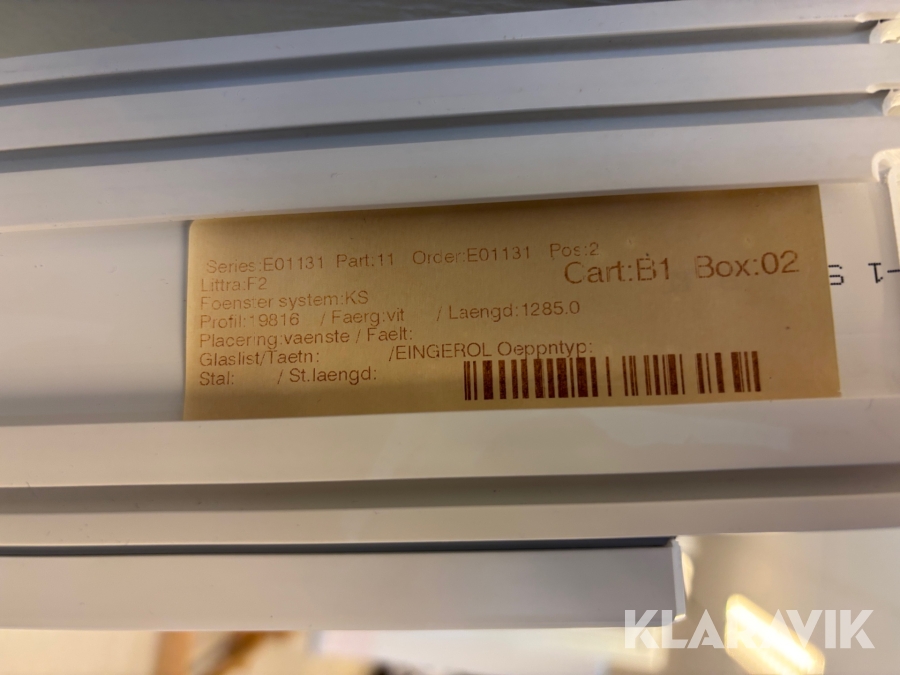 Series:E01131 Part:11 Order:E01131 Pos:2
Cart:B1 Box:02
Littra:F2
Foenster system:KS
Profil:19816 / Faerg:vit / Laengd:1285.0
Placering:vaenste / Faelt:
Glaslist/Taetn: /EINGEROL Oeppntyp:
Stal: / St.laengd:
KLARAVIK